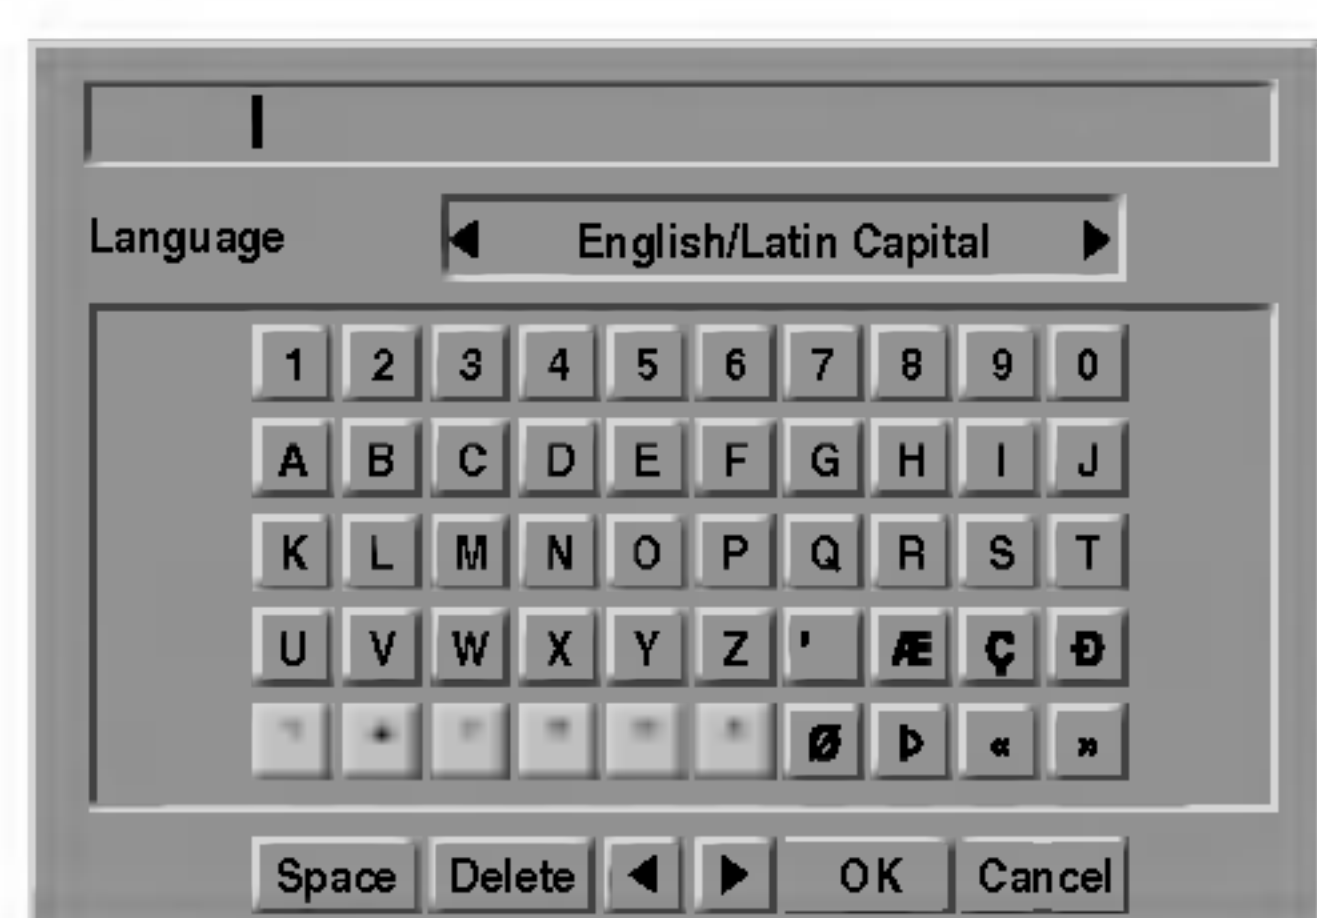 Language ◀ English/Latin Capital ▶
1 2 3 4 5 6 7 8 9 0
A B C D E F G H I J
K L M N O P Q R S T
U V W X Y Z ' Æ Ç Đ
Ø Þ « »
Space Delete ◀ ▶ OK Cancel